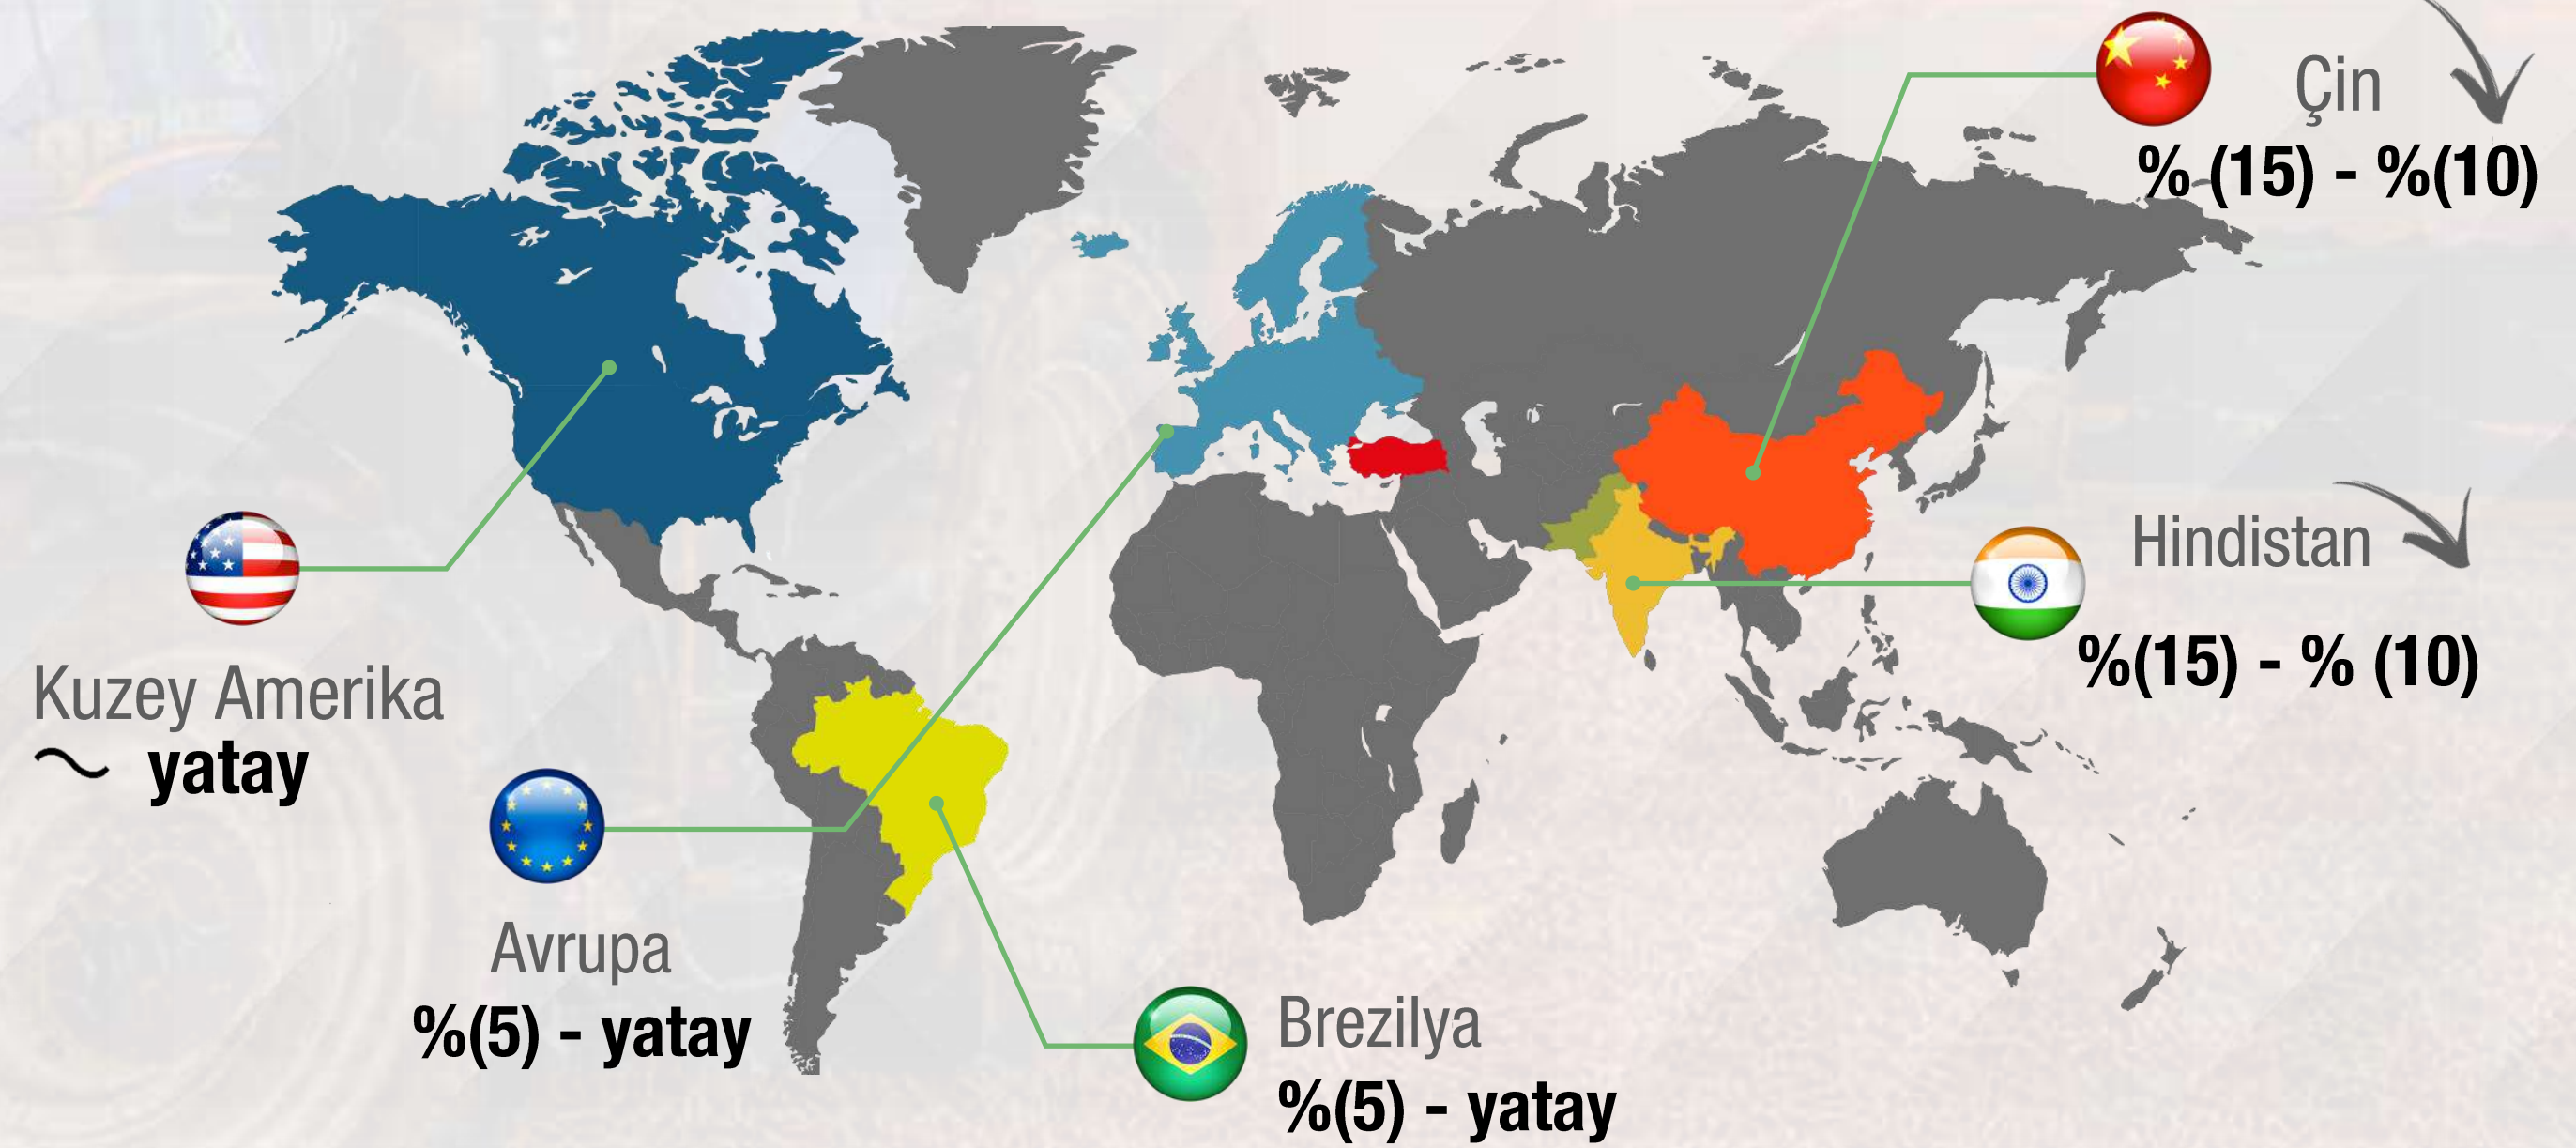 Çin
% (15) - %(10)
Hindistan
%(15) - % (10)
Kuzey Amerika
~ yatay
Avrupa
%(5) - yatay
Brezilya
%(5) - yatay